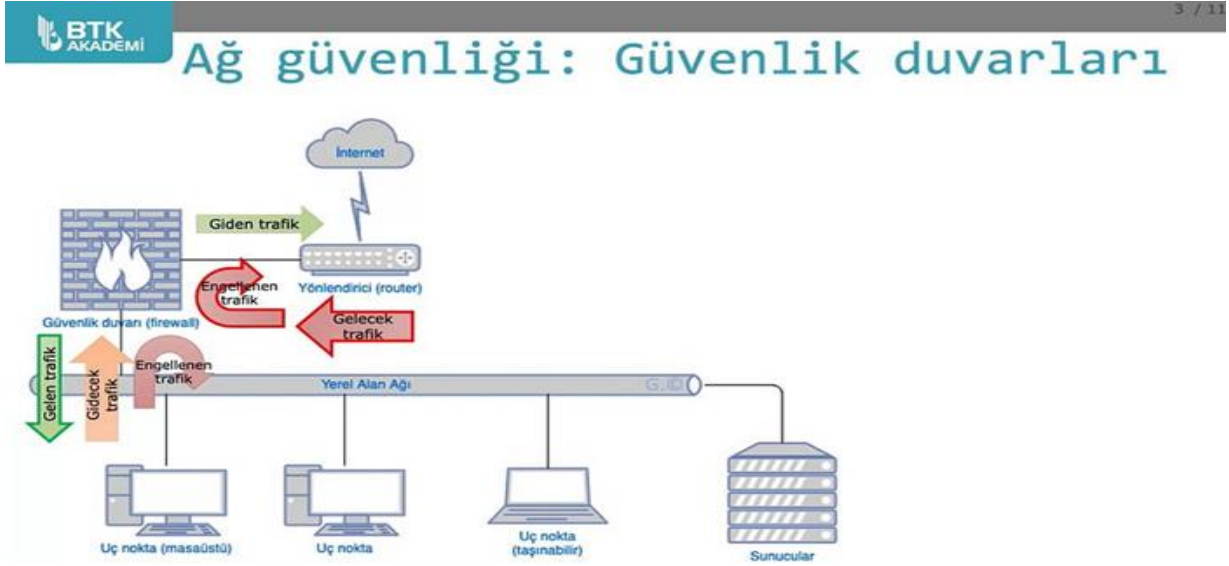 3 / 11
BTK
AKADEMİ
Ağ güvenliği: Güvenlik duvarları
İnternet
Giden trafik
Engellenen
trafik
Yönlendirici (router)
Güvenlik duvarı (firewall)
Gelecek
trafik
Gelen trafik
Gidecek
trafik
Engellenen
trafik
Yerel Alan Ağı
G.©
Uç nokta (masaüstü)
Uç nokta
Uç nokta
(taşınabilir)
Sunucular